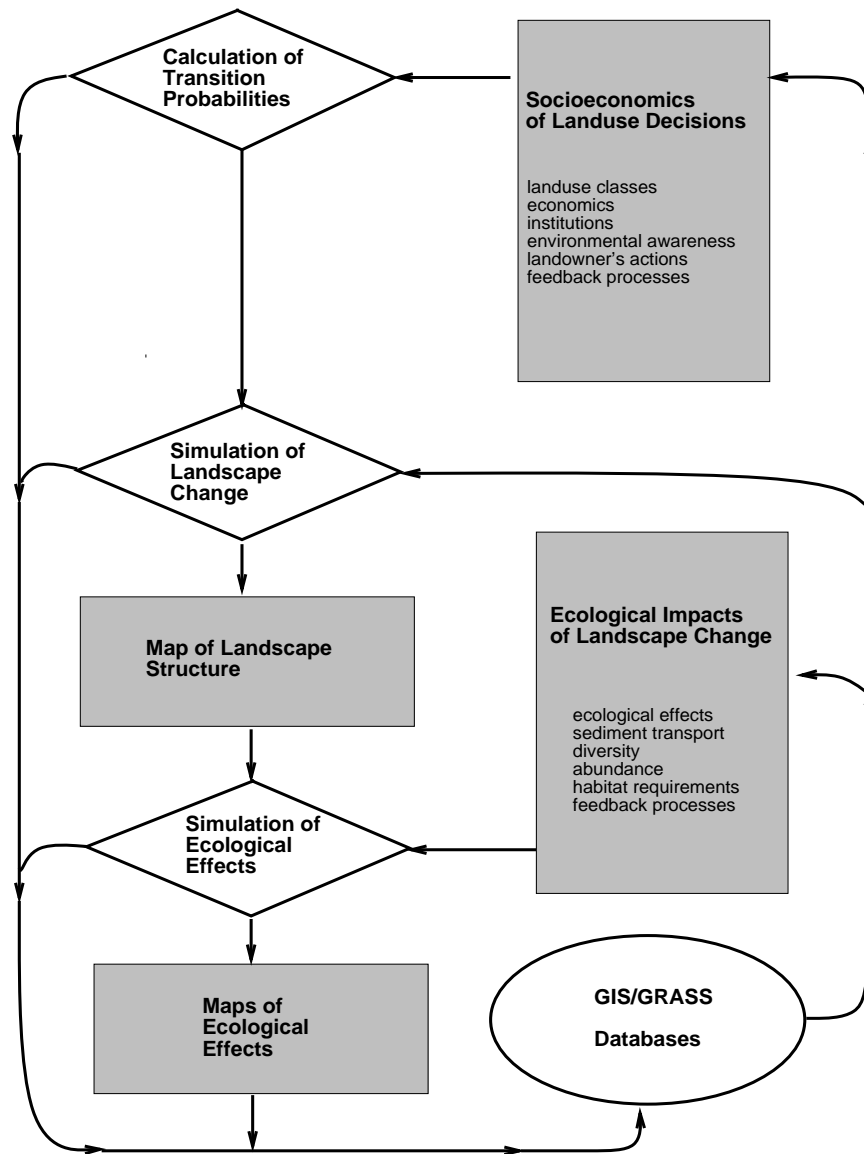 Calculation of
Transition
Probabilities
Socioeconomics
of Landuse Decisions
landuse classes
economics
institutions
environmental awareness
landowner's actions
feedback processes
Simulation of
Landscape
Change
Map of Landscape
Structure
Ecological Impacts
of Landscape Change
ecological effects
sediment transport
diversity
abundance
habitat requirements
feedback processes
Simulation of
Ecological
Effects
Maps of
Ecological
Effects
GIS/GRASS
Databases